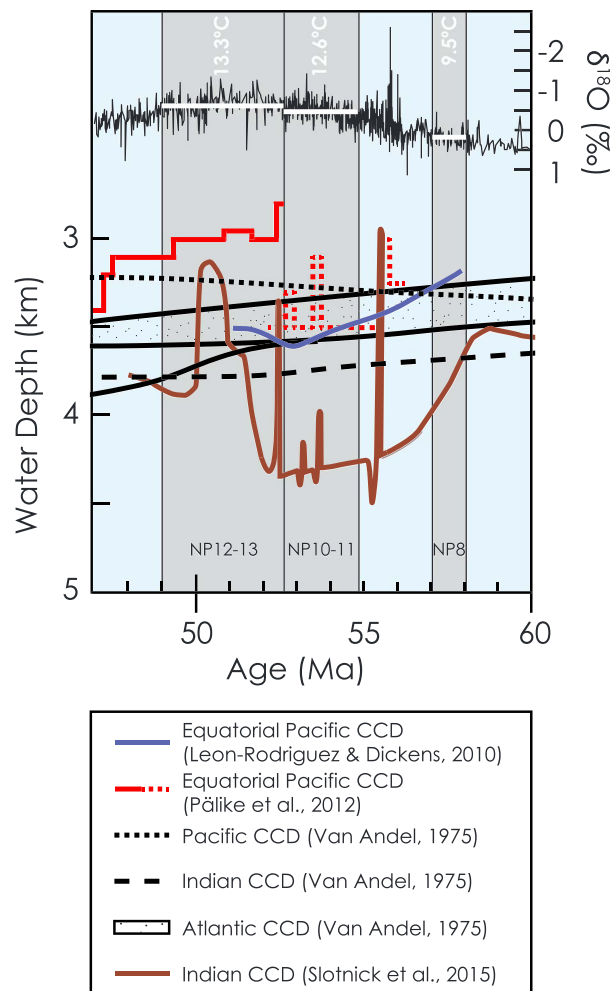 13.3°C
12.6°C
9.5°C
-2
-1
0
1
δ18O (‰)
3
4
5
Water Depth (km)
NP12-13
NP10-11
NP8
50
55
60
Age (Ma)
Equatorial Pacific CCD
(Leon-Rodriguez & Dickens, 2010)
Equatorial Pacific CCD
(Pälike et al., 2012)
Pacific CCD (Van Andel, 1975)
Indian CCD (Van Andel, 1975)
Atlantic CCD (Van Andel, 1975)
Indian CCD (Slotnick et al., 2015)